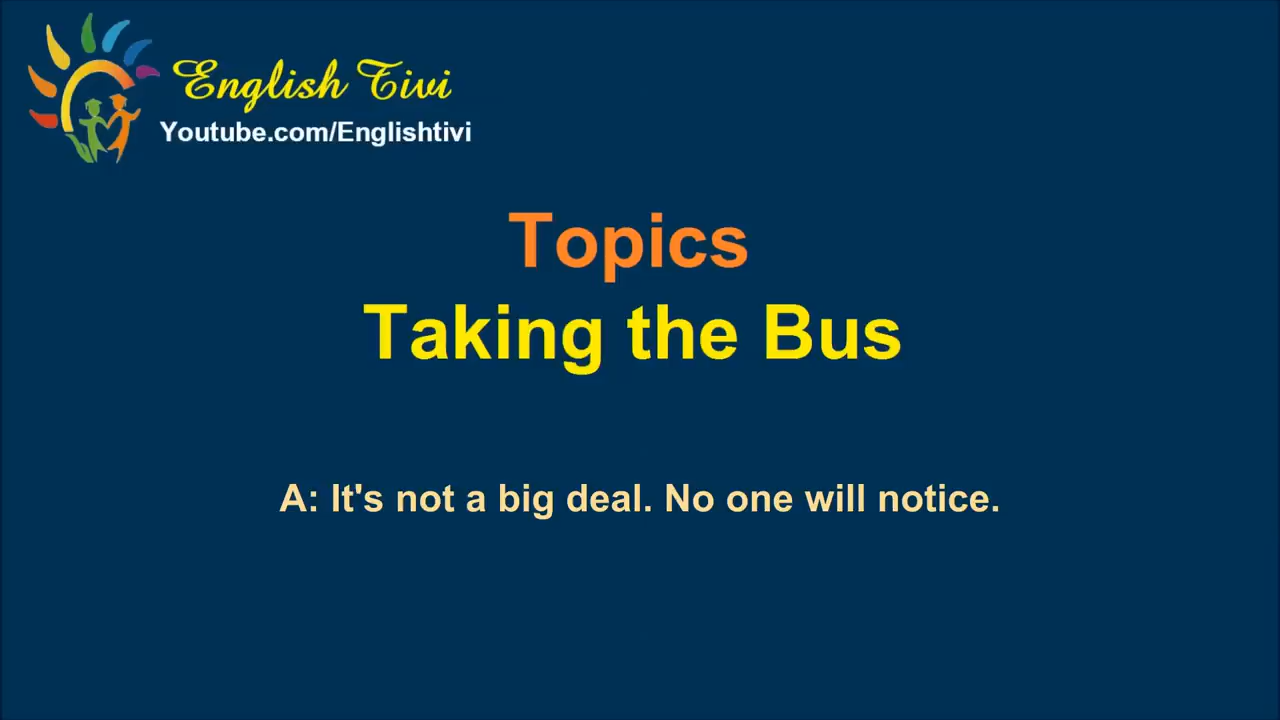 English Tivi
Youtube.com/Englishtivi
Topics
Taking the Bus
A: It's not a big deal. No one will notice.